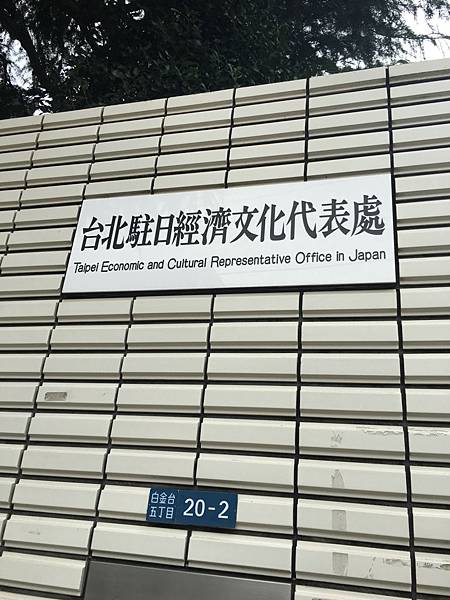 台北駐日經濟文化代表處
Taipei Economic and Cultural Representative Office in Japan
白金台
五丁目 20-2